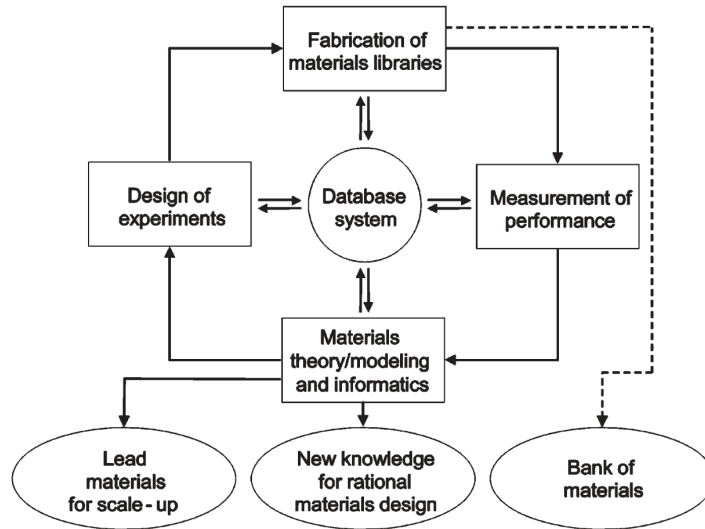 Fabrication of
materials libraries
Design of
experiments
Database
system
Measurement of
performance
Materials
theory/modeling
and informatics
Lead
materials
for scale-up
New knowledge
for rational
materials design
Bank of
materials